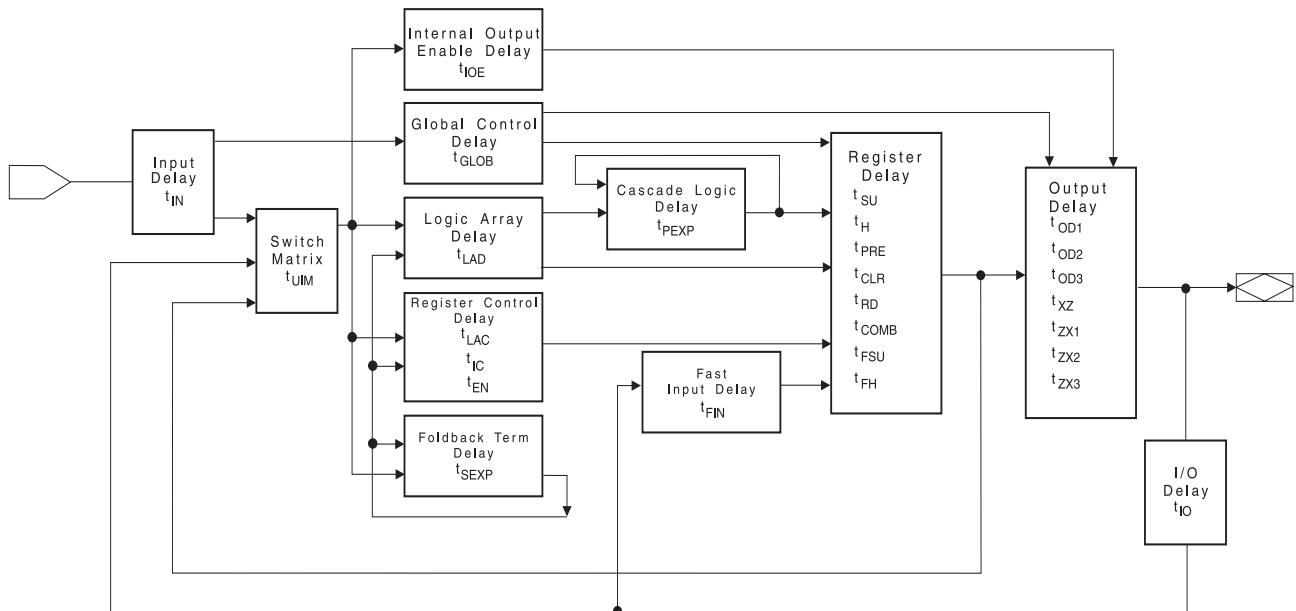 Internal Output
Enable Delay
tIOE
Global Control
Delay
tGLOB
Input
Delay
tIN
Switch
Matrix
tUIM
Logic Array
Delay
tLAD
Cascade Logic
Delay
tPEXP
Register Control
Delay
tLAC
tIC
tEN
Fast
Input Delay
tFIN
Foldback Term
Delay
tSEXP
Register
Delay
tSU
tH
tPRE
tCLR
tRD
tCOMB
tFSU
tFH
Output
Delay
tOD1
tOD2
tOD3
tXZ
tZX1
tZX2
tZX3
I/O
Delay
tIO